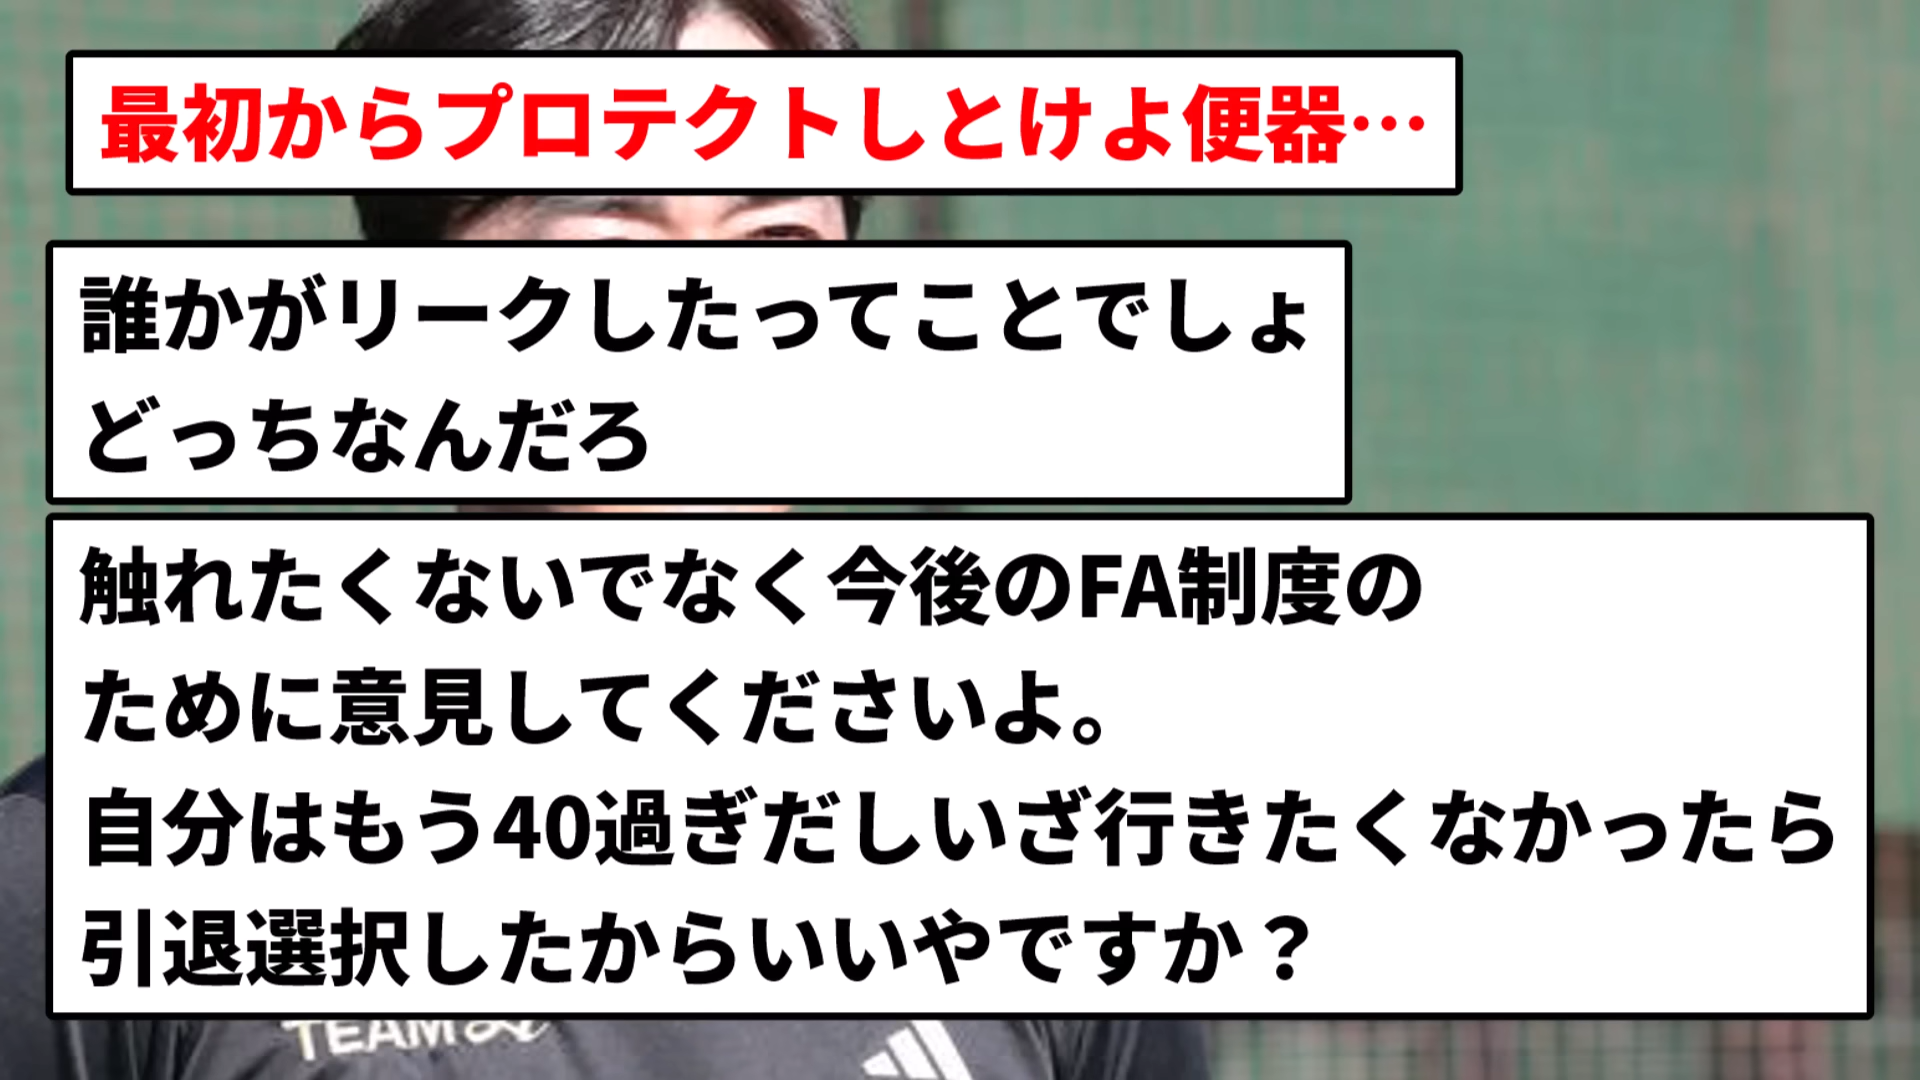 最初からプロテクトしとけよ便器…
誰かがリークしたってことでしょ
どっちなんだろ
触れたくないでなく今後のFA制度の
ために意見してくださいよ。
自分はもう40過ぎだしいざ行きたくなかったら
引退選択したからいいやですか？
TEAM